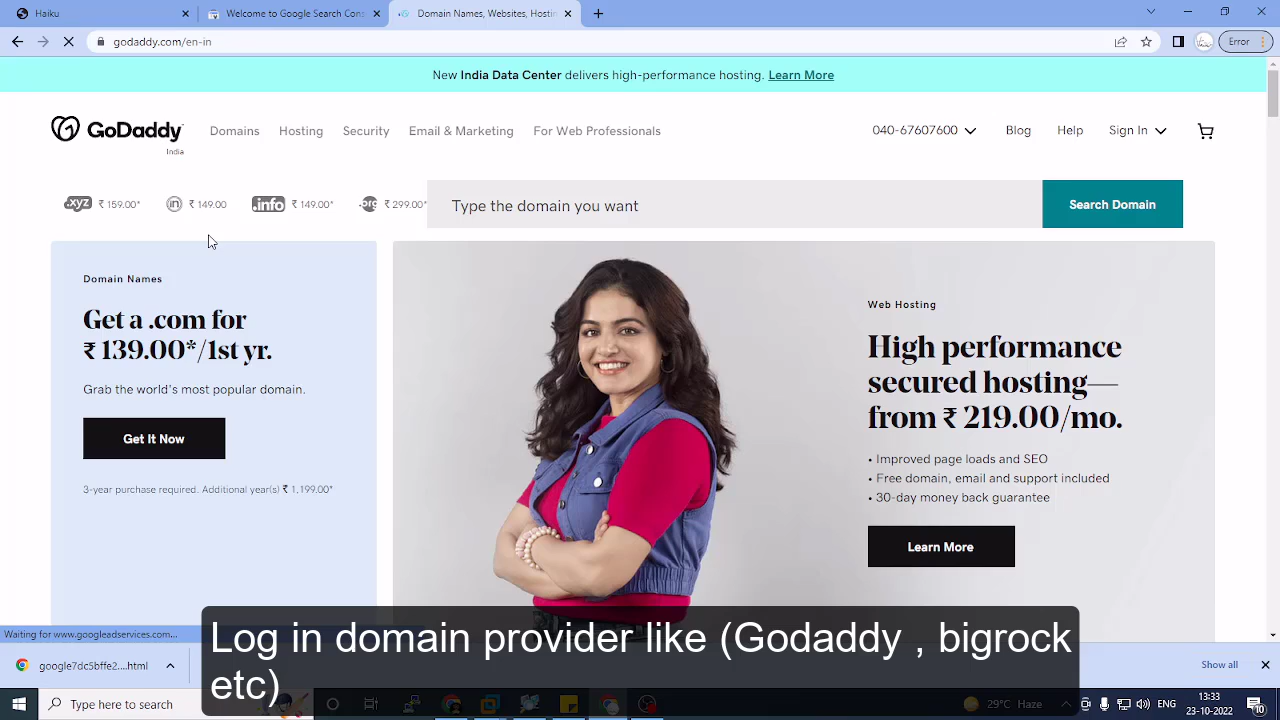 Haiku
Welcome to Google Search Cons
Domain Names, Websites, Hostin
godaddy.com/en-in
Error
New India Data Center delivers high-performance hosting. Learn More
GoDaddy
India
Domains
Hosting
Security
Email & Marketing
For Web Professionals
040-67607600
Blog
Help
Sign In
.xyz ₹ 159.00*
in ₹ 149.00
.info ₹ 149.00*
.org ₹ 299.00*
Type the domain you want
Search Domain
Domain Names
Get a .com for
₹ 139.00*/1st yr.
Grab the world's most popular domain.
Get It Now
3-year purchase required. Additional year(s) ₹ 1,199.00*
Web Hosting
High performance
secured hosting—
from ₹ 219.00/mo.
• Improved page loads and SEO
• Free domain, email and support included
• 30-day money back guarantee
Learn More
Waiting for www.googleadservices.com...
Log in domain provider like (Godaddy , bigrock
etc)
google7dc5bffe2....html
Show all
Type here to search
29°C Haze
ENG
13:33
23-10-2022
10